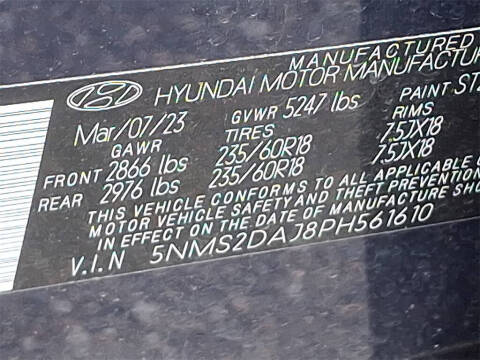 MANUFACTURED
HYUNDAI MOTOR MANUFACTUR
Mar/07/23 GVWR 5247 lbs PAINT ST
GAWR TIRES RIMS
FRONT 2866 lbs 235/60R18 7.5JX18
REAR 2976 lbs 235/60R18 7.5JX18
THIS VEHICLE CONFORMS TO ALL APPLICABLE
MOTOR VEHICLE SAFETY AND THEFT PREVENTION
IN EFFECT ON THE DATE OF MANUFACTURE SHO
V.I.N 5NMS2DAJ8PH561610